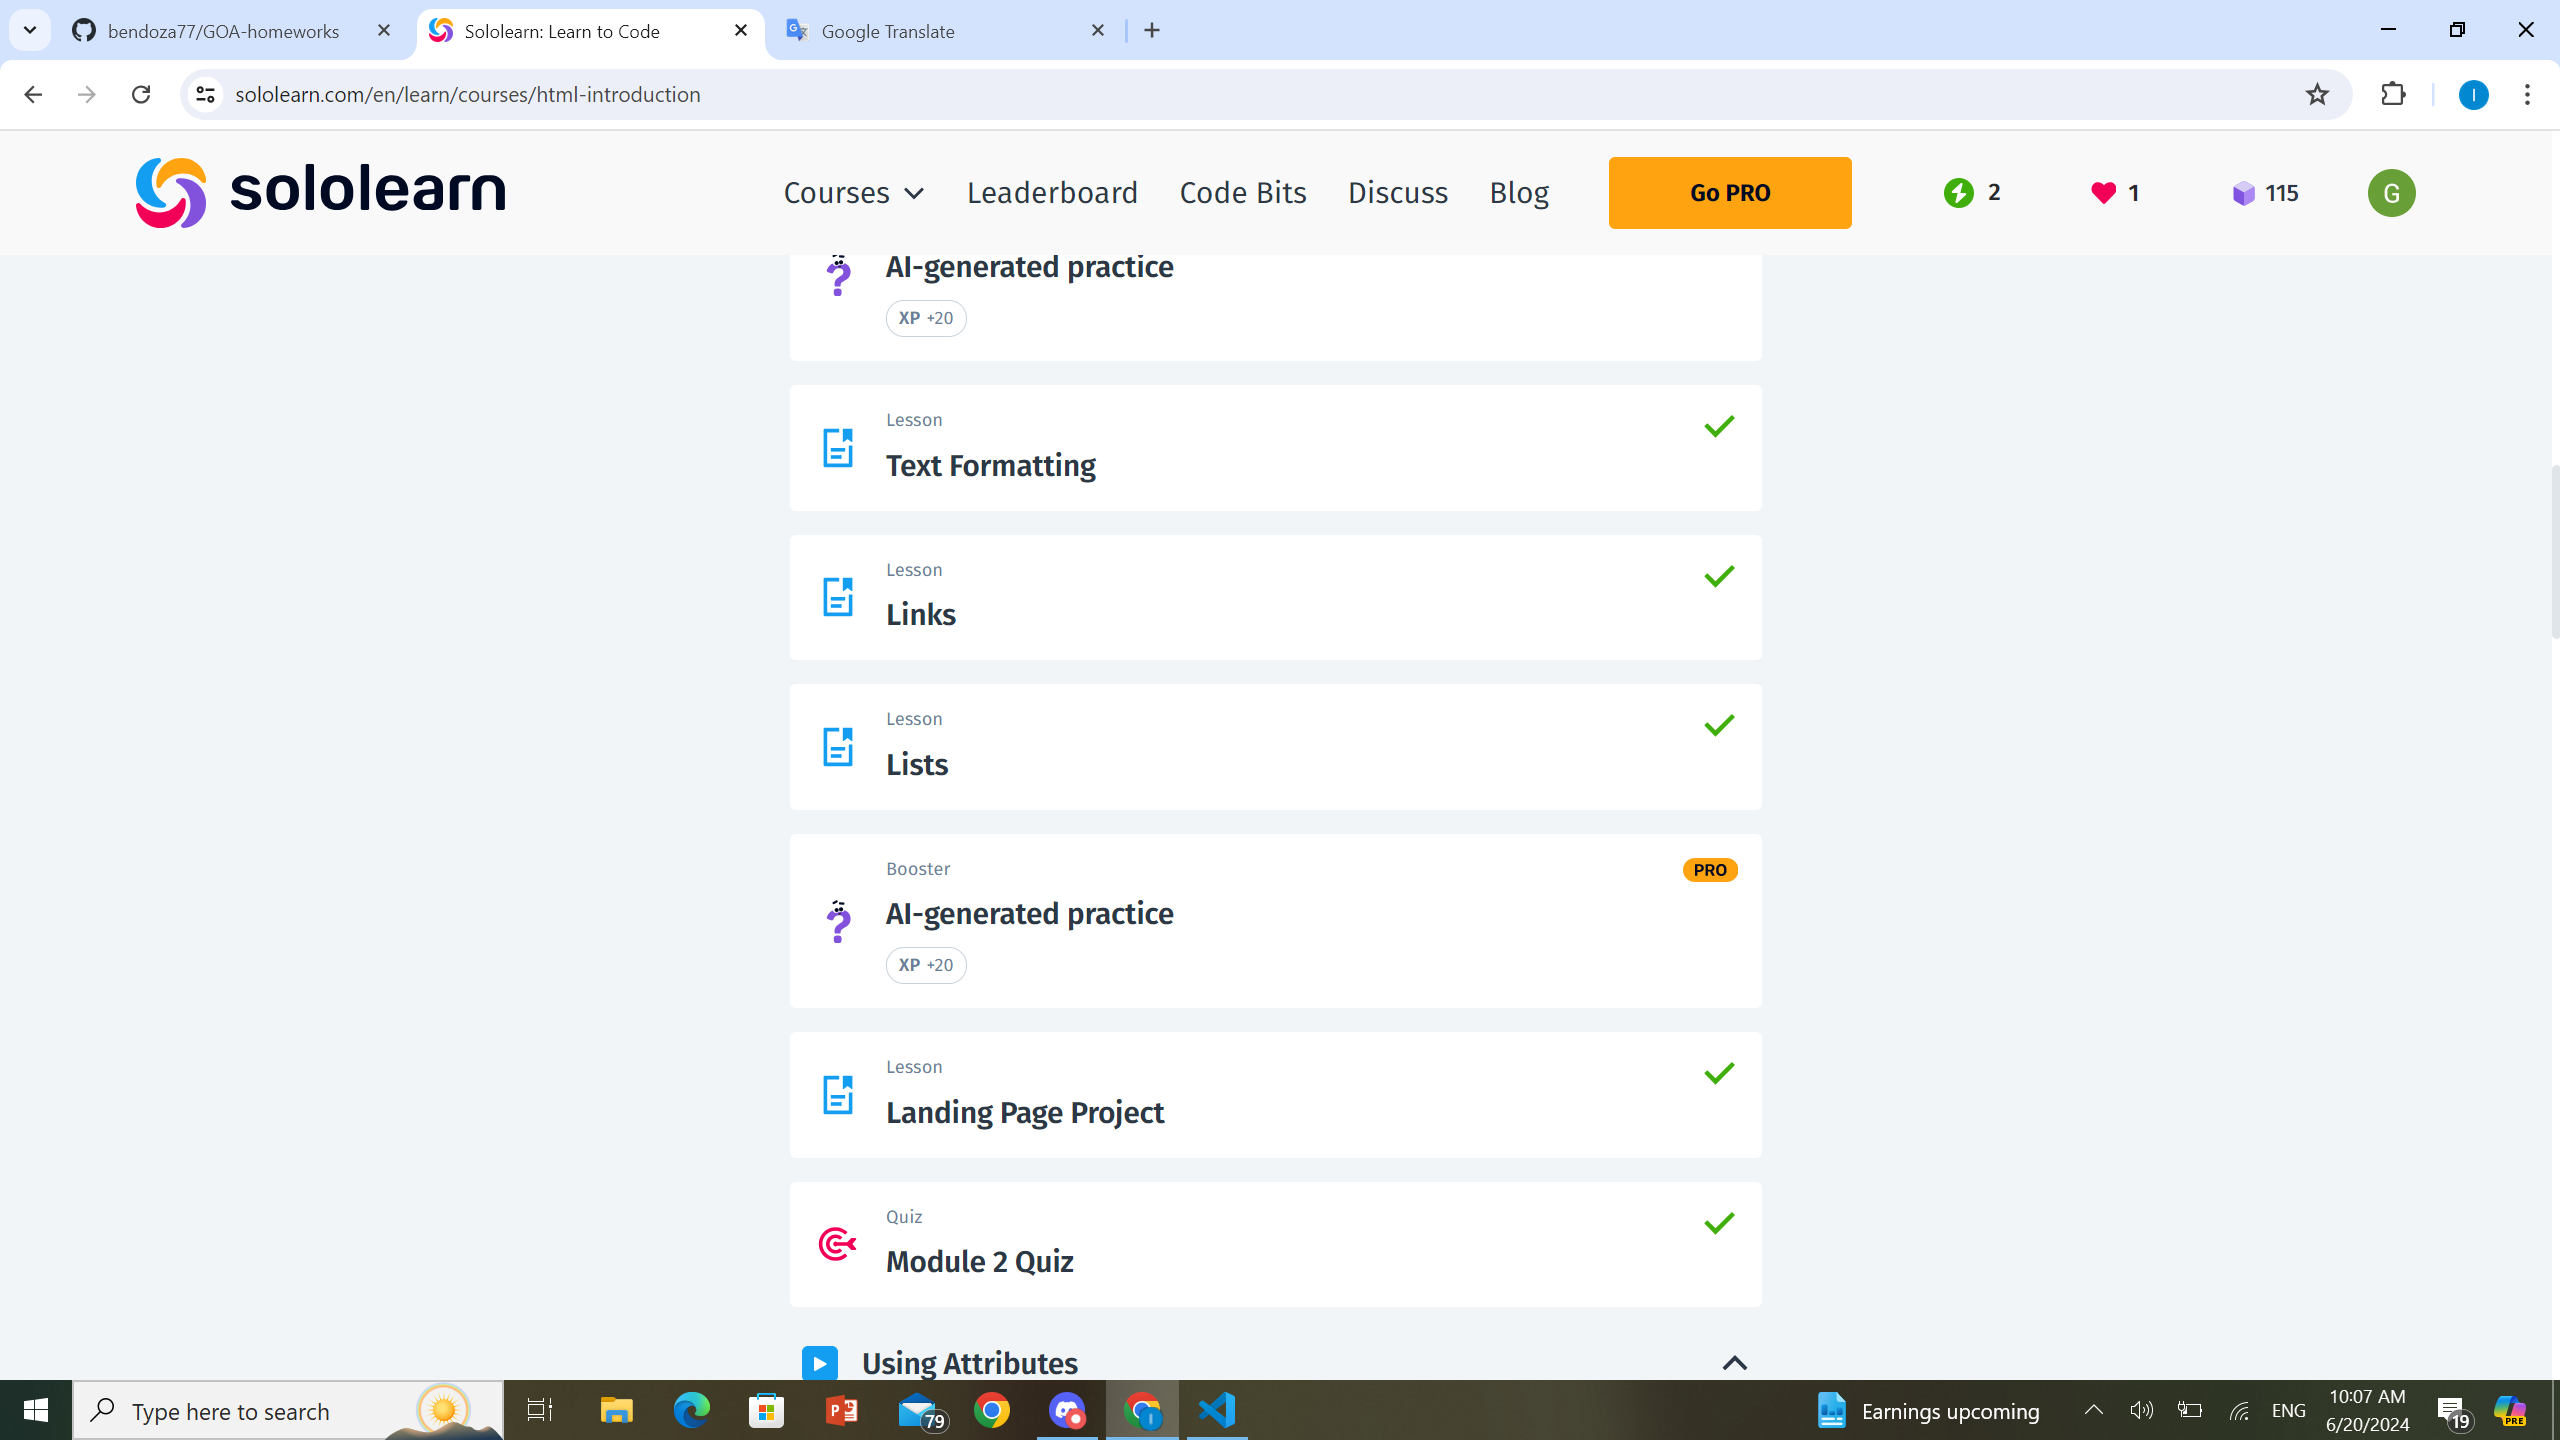 bendoza77/GOA-homeworks
Sololearn: Learn to Code
Google Translate
sololearn.com/en/learn/courses/html-introduction
I
sololearn
Courses
Leaderboard
Code Bits
Discuss
Blog
Go PRO
2
1
115
G
AI-generated practice
XP +20
Lesson
Text Formatting
Lesson
Links
Lesson
Lists
Booster
PRO
AI-generated practice
XP +20
Lesson
Landing Page Project
Quiz
Module 2 Quiz
Using Attributes
Type here to search
79
I
Earnings upcoming
ENG
10:07 AM
6/20/2024
19
PRE